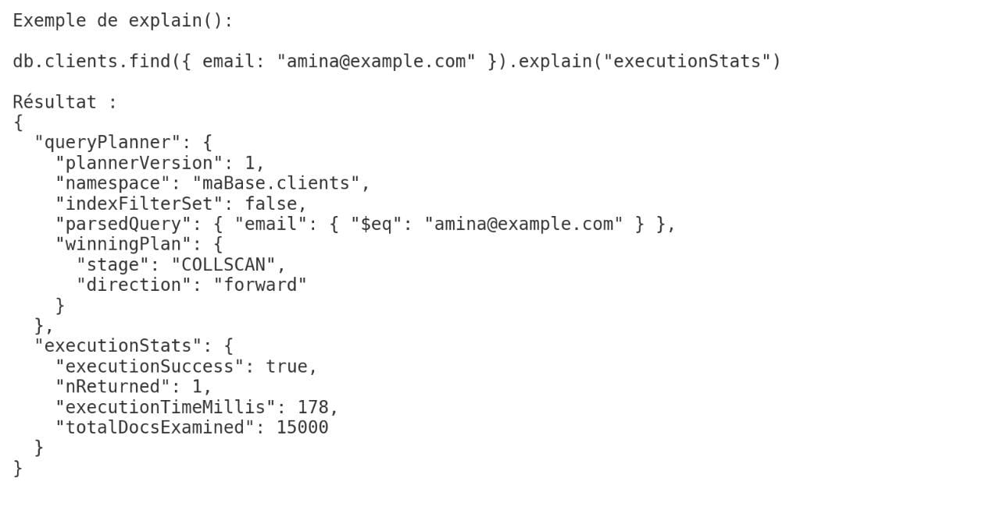 Exemple de explain():
db.clients.find({ email: "amina@example.com" }).explain("executionStats")
Résultat :
{
  "queryPlanner": {
    "plannerVersion": 1,
    "namespace": "maBase.clients",
    "indexFilterSet": false,
    "parsedQuery": { "email": { "$eq": "amina@example.com" } },
    "winningPlan": {
      "stage": "COLLSCAN",
      "direction": "forward"
    }
  },
  "executionStats": {
    "executionSuccess": true,
    "nReturned": 1,
    "executionTimeMillis": 178,
    "totalDocsExamined": 15000
  }
}